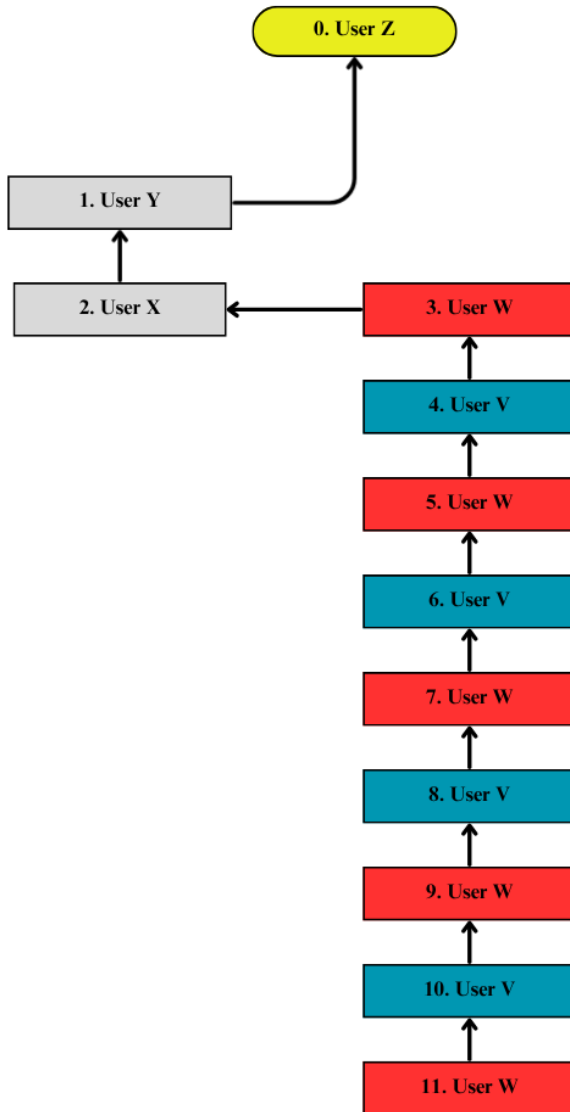 0. User Z
1. User Y
2. User X
3. User W
4. User V
5. User W
6. User V
7. User W
8. User V
9. User W
10. User V
11. User W